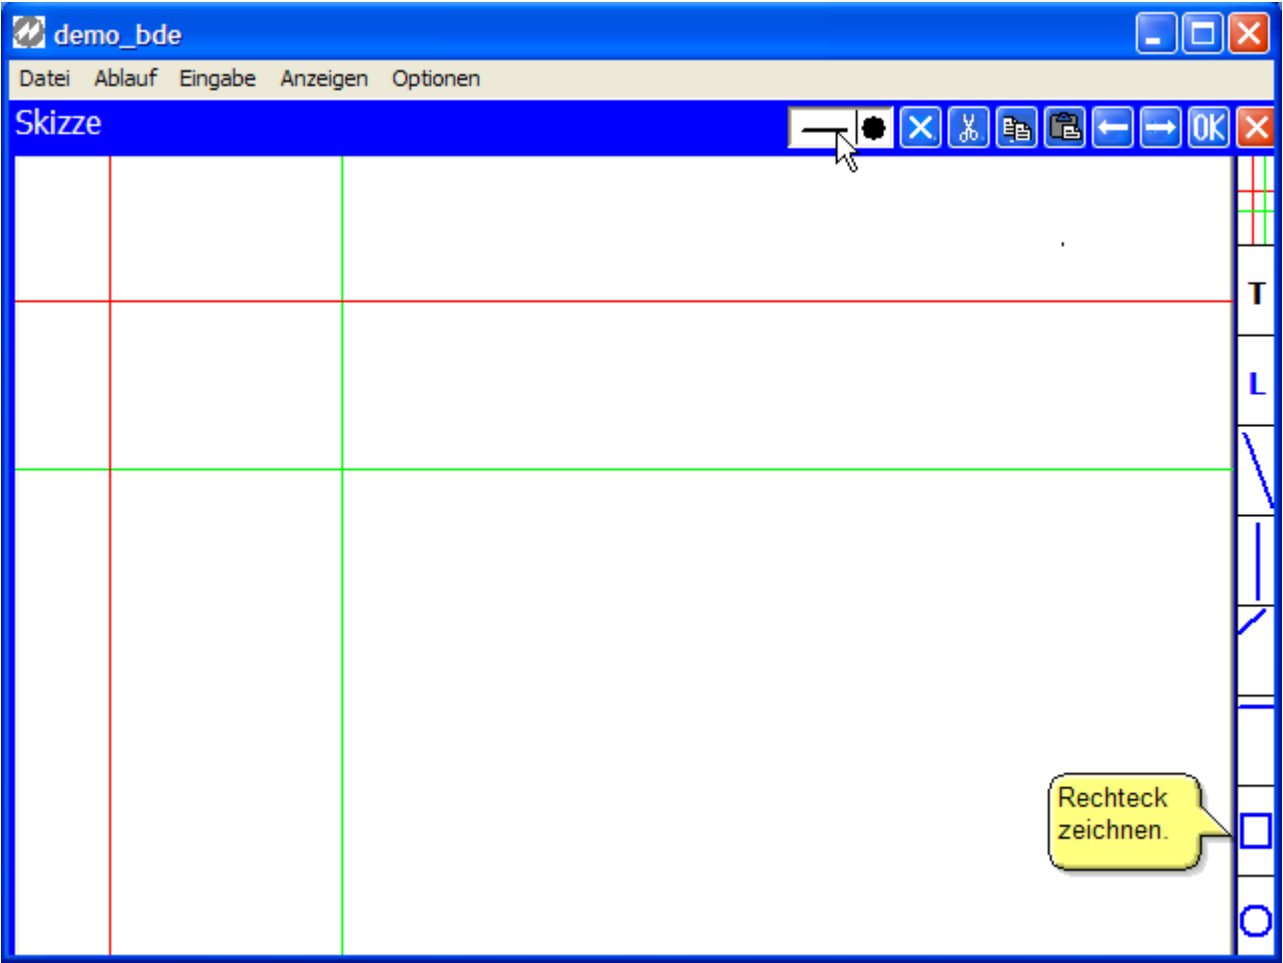 demo_bde
Datei Ablauf Eingabe Anzeigen Optionen
Skizze
OK
T
L
Rechteck
zeichnen.